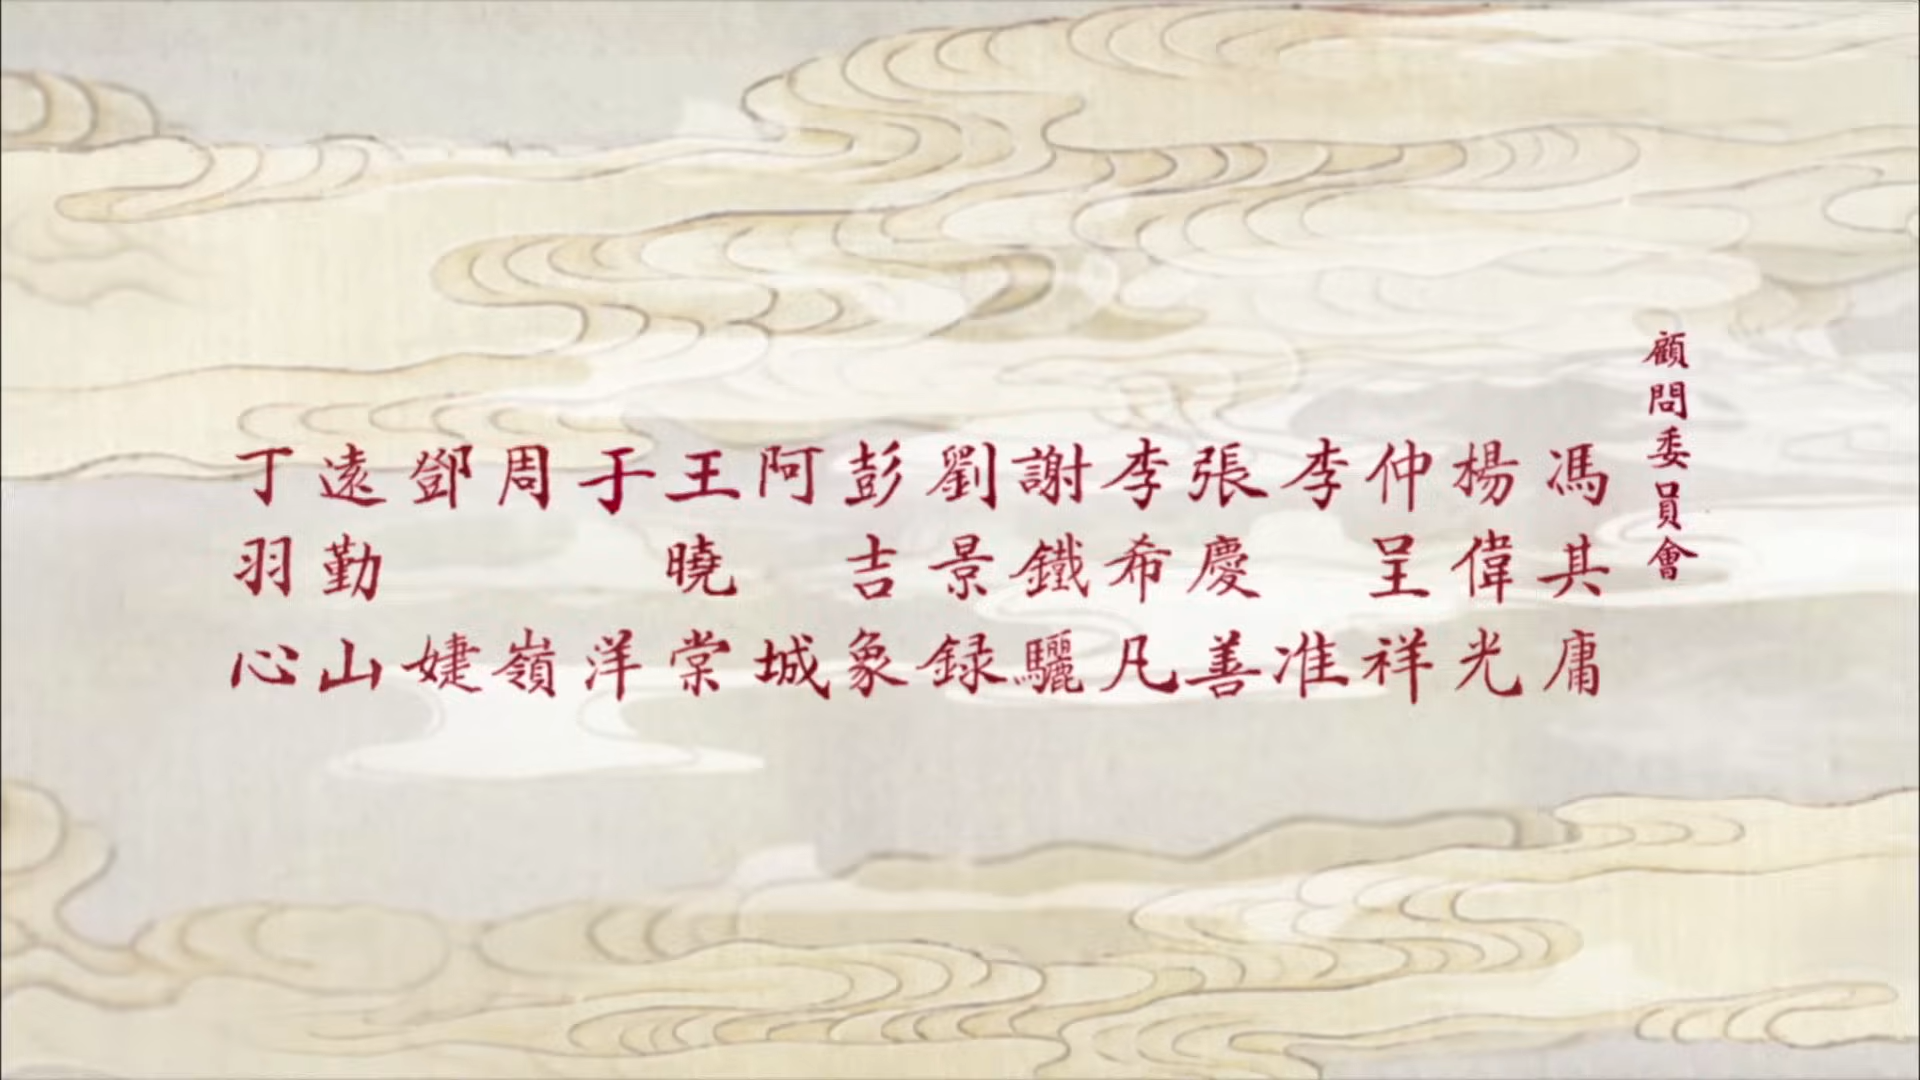 顧問委員會
馮其庸
楊偉光
仲呈祥
李准
張慶善
李希凡
謝鐵驪
劉景録
彭吉象
阿城
王曉棠
于洋
周嶺
鄧婕
遠勤山
丁羽心